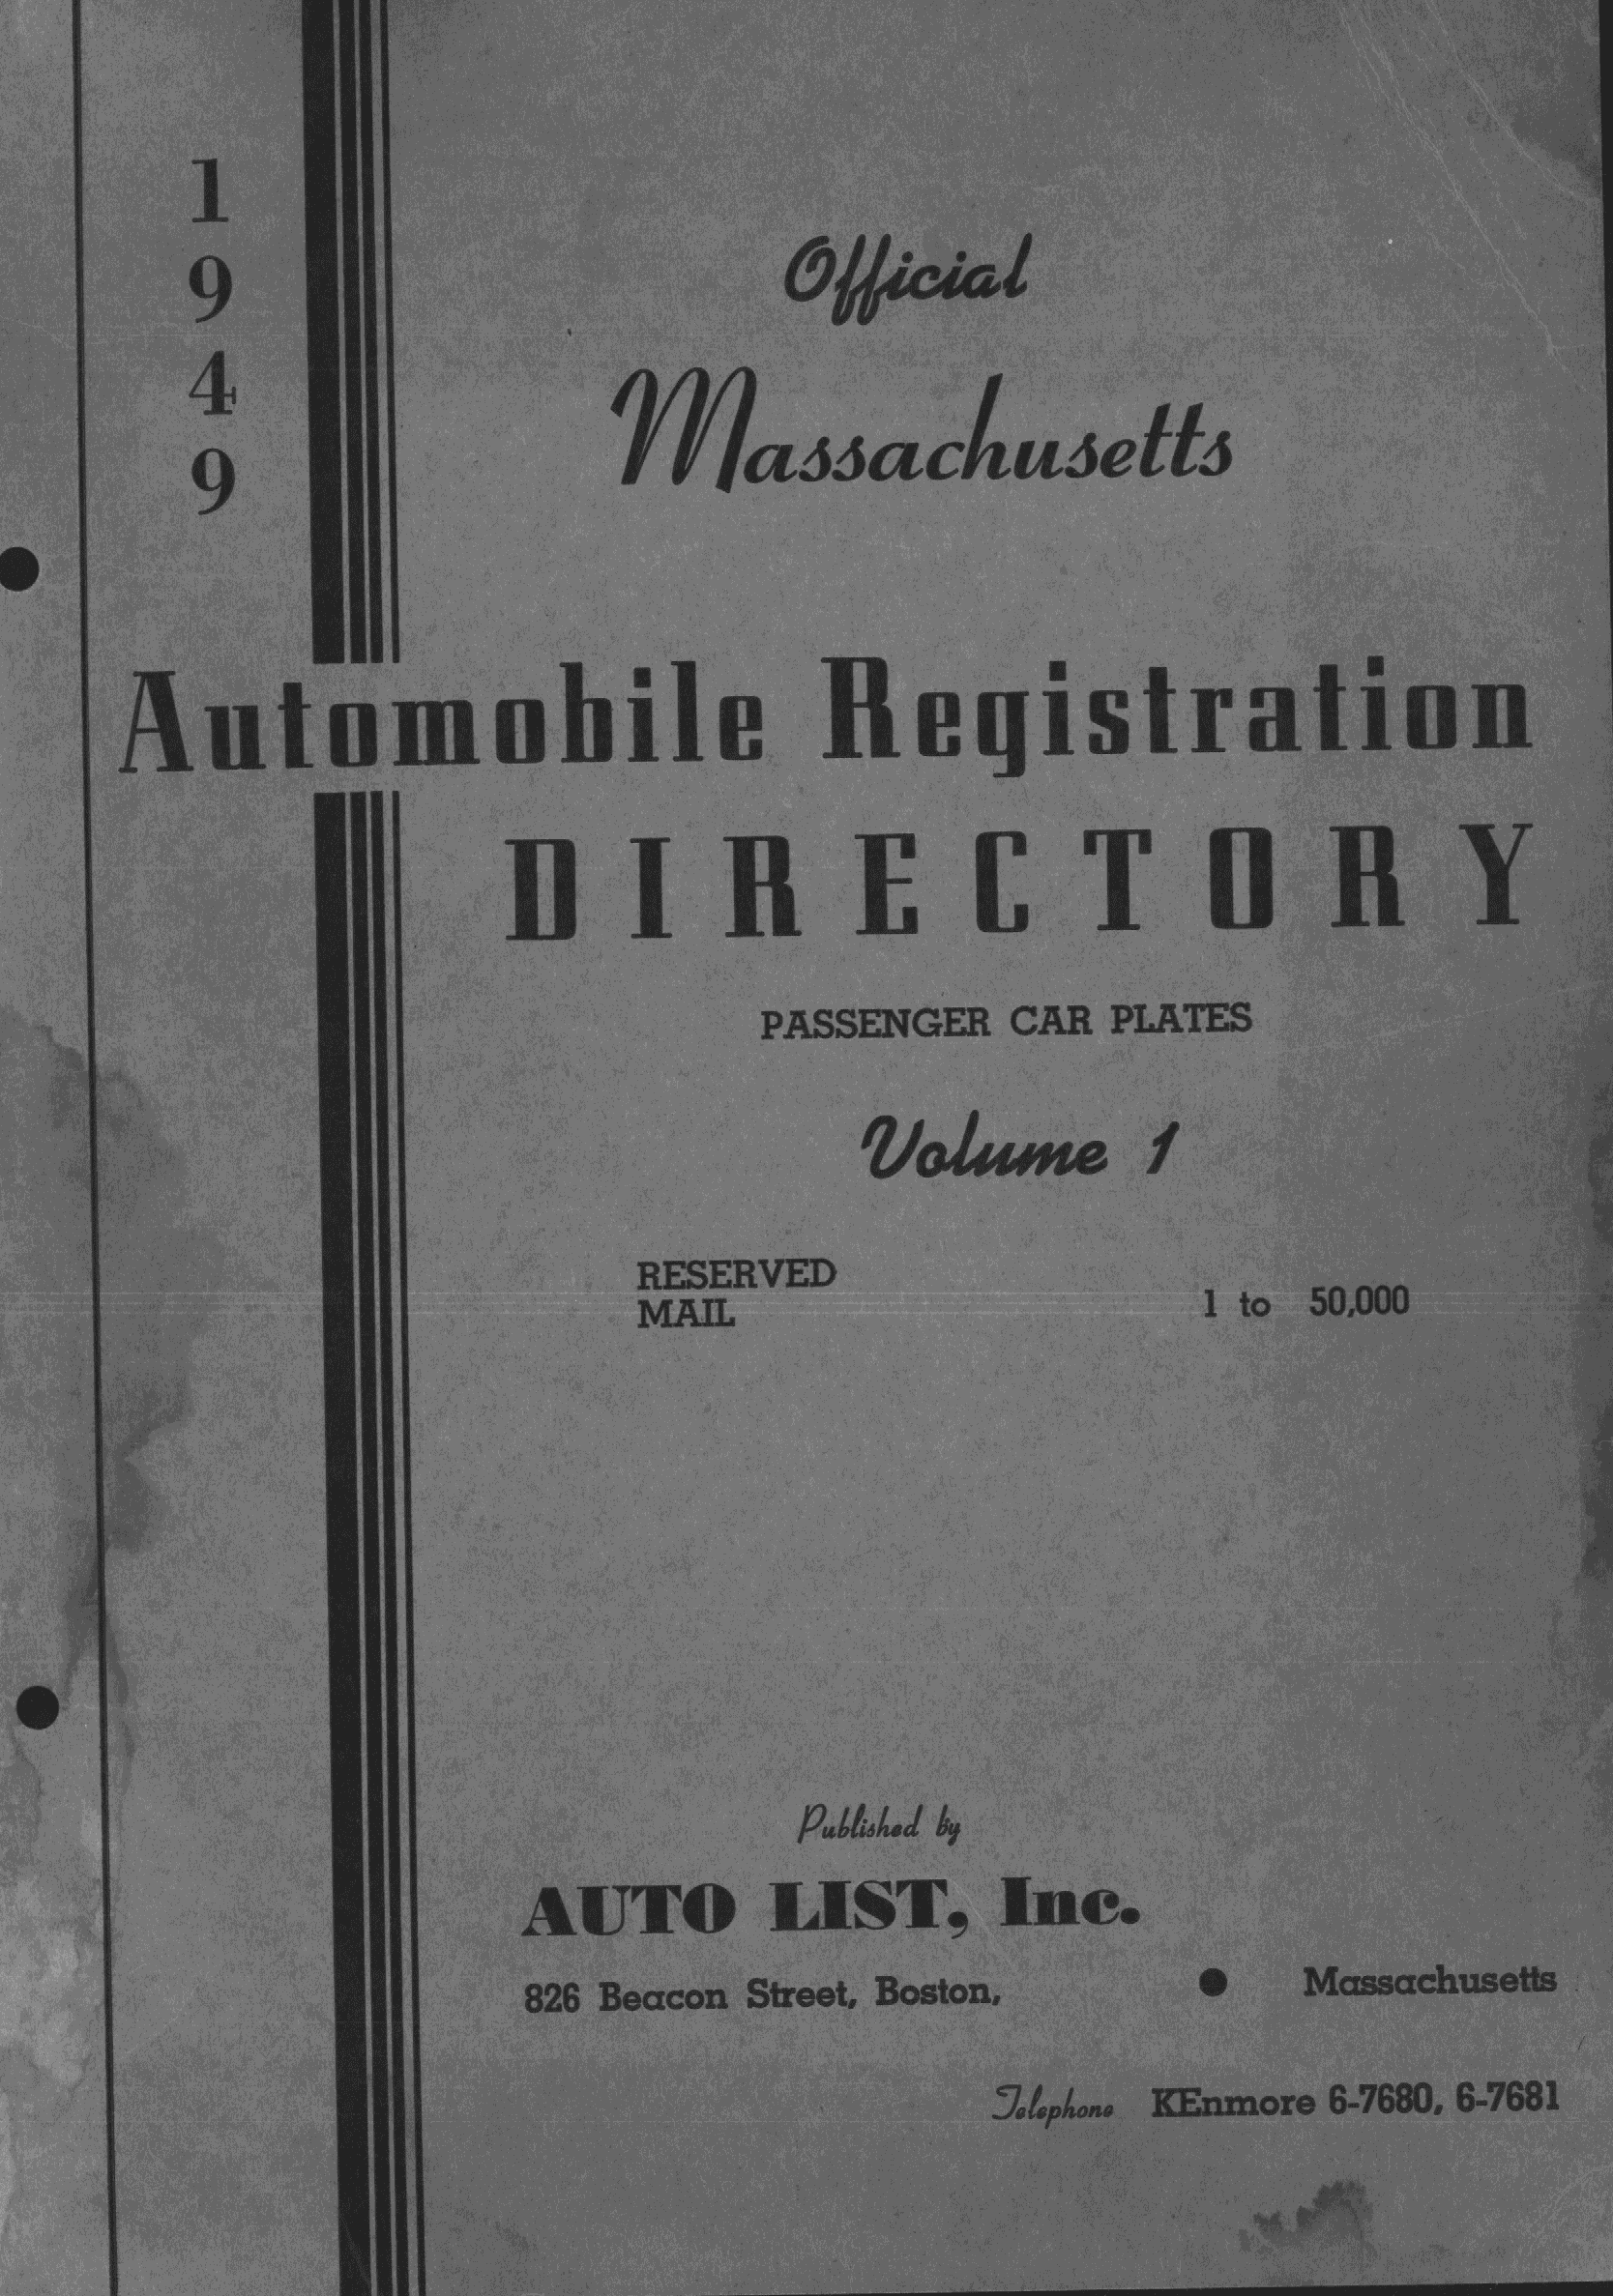 1
9
4
9
Official
Massachusetts
Automobile Registration
DIRECTORY
PASSENGER CAR PLATES
Volume 1
RESERVED
MAIL 1 to 50,000
Published by
AUTO LIST, Inc.
826 Beacon Street, Boston, ● Massachusetts
Telephone KEnmore 6-7680, 6-7681